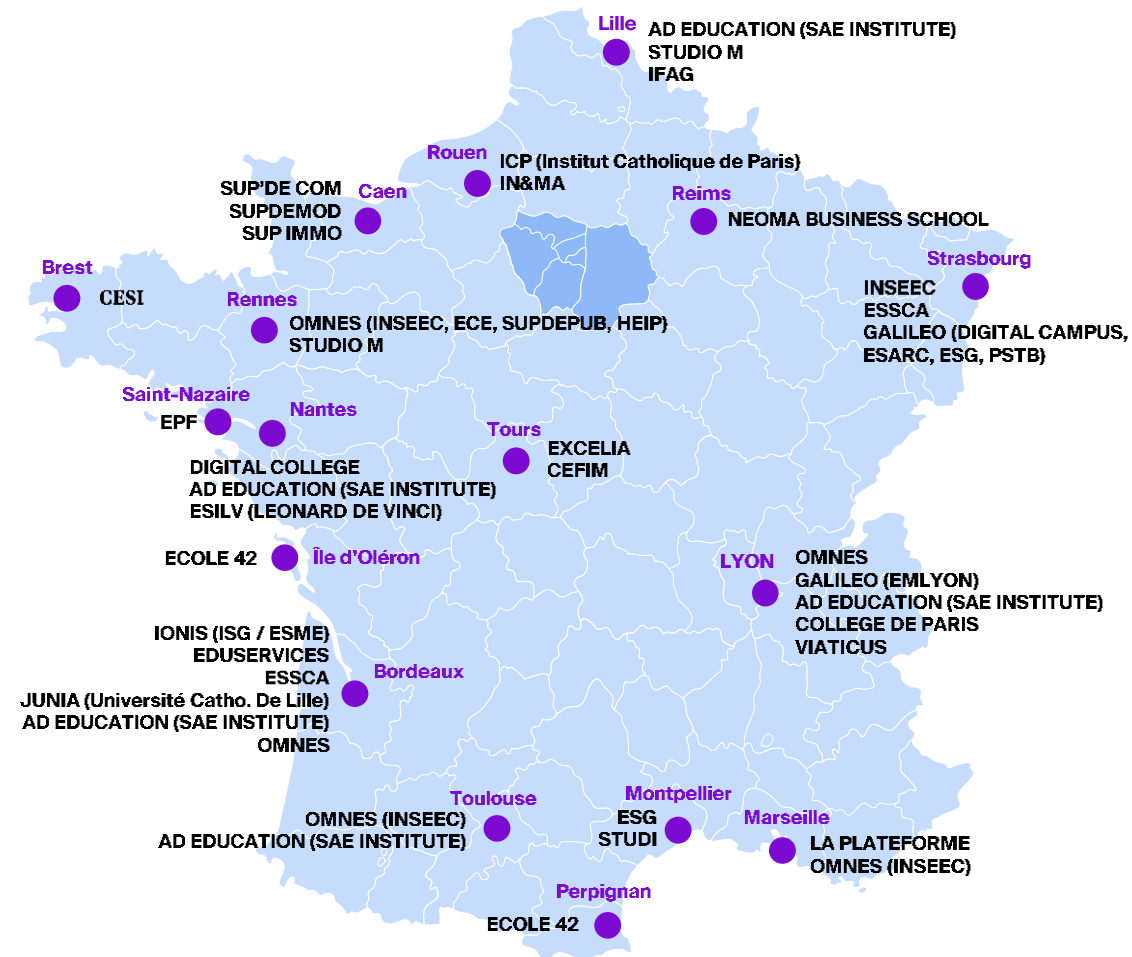 Lille
AD EDUCATION (SAE INSTITUTE)
STUDIO M
IFAG
Rouen
ICP (Institut Catholique de Paris)
IN&MA
Caen
SUP'DE COM
SUPDEMOD
SUP IMMO
Reims
NEOMA BUSINESS SCHOOL
Strasbourg
INSEEC
ESSCA
GALILEO (DIGITAL CAMPUS,
ESARC, ESG, PSTB)
Brest
CESI
Rennes
OMNES (INSEEC, ECE, SUPDEPUB, HEIP)
STUDIO M
Saint-Nazaire
EPF
Nantes
DIGITAL COLLEGE
AD EDUCATION (SAE INSTITUTE)
ESILV (LEONARD DE VINCI)
Tours
EXCELIA
CEFIM
ECOLE 42
Île d'Oléron
LYON
OMNES
GALILEO (EMLYON)
AD EDUCATION (SAE INSTITUTE)
COLLEGE DE PARIS
VIATICUS
IONIS (ISG / ESME)
EDUSERVICES
ESSCA
JUNIA (Université Catho. De Lille)
AD EDUCATION (SAE INSTITUTE)
OMNES
Bordeaux
Toulouse
OMNES (INSEEC)
AD EDUCATION (SAE INSTITUTE)
Montpellier
ESG
STUDI
Marseille
LA PLATEFORME
OMNES (INSEEC)
Perpignan
ECOLE 42